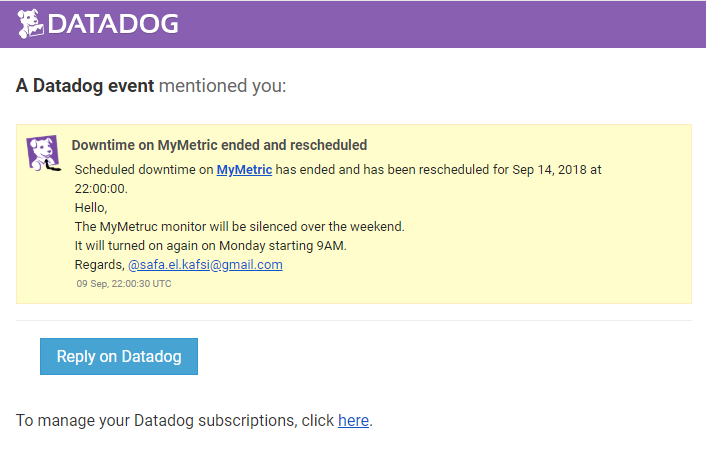 DATADOG
A Datadog event mentioned you:
Downtime on MyMetric ended and rescheduled
Scheduled downtime on MyMetric has ended and has been rescheduled for Sep 14, 2018 at
22:00:00.
Hello,
The MyMetruc monitor will be silenced over the weekend.
It will turned on again on Monday starting 9AM.
Regards, @safa.el.kafsi@gmail.com
09 Sep, 22:00:30 UTC
Reply on Datadog
To manage your Datadog subscriptions, click here.